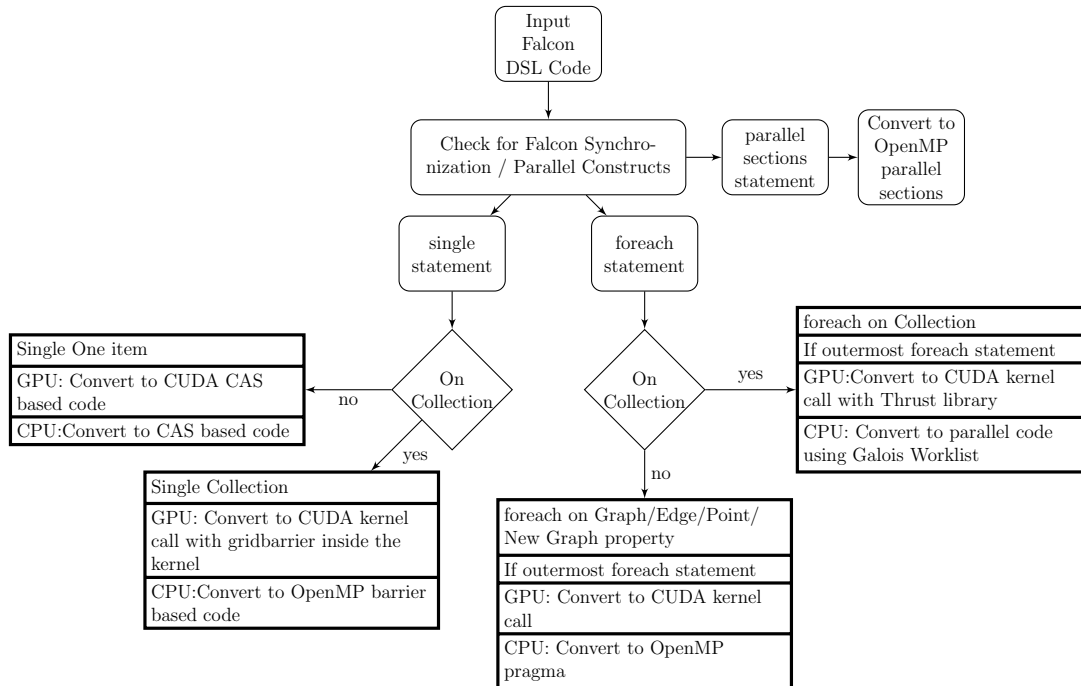 Input
Falcon
DSL Code
Check for Falcon Synchro-
nization / Parallel Constructs
parallel
sections
statement
Convert to
OpenMP
parallel
sections
single
statement
foreach
statement
On
Collection
no
yes
On
Collection
yes
no
Single One item
GPU: Convert to CUDA CAS
based code
CPU:Convert to CAS based code
Single Collection
GPU: Convert to CUDA kernel
call with gridbarrier inside the
kernel
CPU:Convert to OpenMP barrier
based code
foreach on Graph/Edge/Point/
New Graph property
If outermost foreach statement
GPU: Convert to CUDA kernel
call
CPU: Convert to OpenMP
pragma
foreach on Collection
If outermost foreach statement
GPU:Convert to CUDA kernel
call with Thrust library
CPU: Convert to parallel code
using Galois Worklist